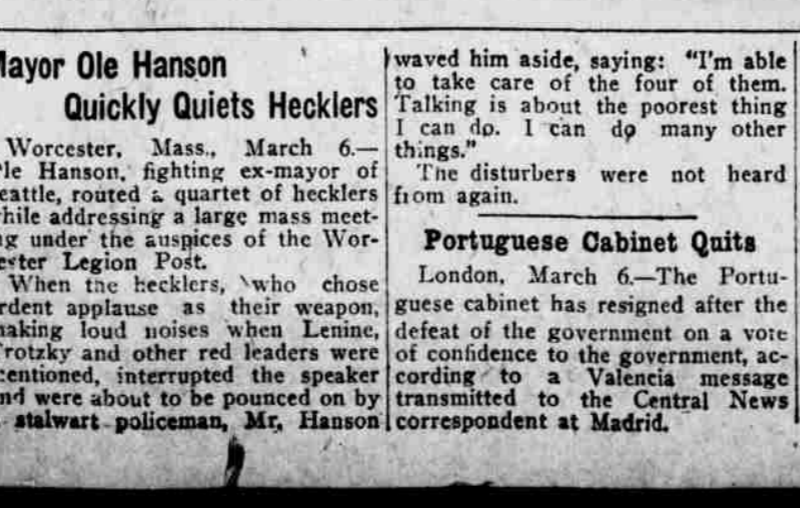 Mayor Ole Hanson
Quickly Quiets Hecklers
Worcester, Mass., March 6.—
'le Hanson, fighting ex-mayor of
eattle, routed a quartet of hecklers
hile addressing a large mass meet-
ng under the auspices of the Wor-
ester Legion Post.
When the hecklers, who chose
rdent applause as their weapon,
naking loud noises when Lenine,
rotzky and other red leaders were
entioned, interrupted the speaker
nd were about to be pounced on by
stalwart policeman, Mr. Hanson
waved him aside, saying: "I'm able
to take care of the four of them.
Talking is about the poorest thing
I can do. I can do many other
things."
The disturbers were not heard
from again.
Portuguese Cabinet Quits
London, March 6.—The Portu-
guese cabinet has resigned after the
defeat of the government on a vote
of confidence to the government, ac-
cording to a Valencia message
transmitted to the Central News
correspondent at Madrid.